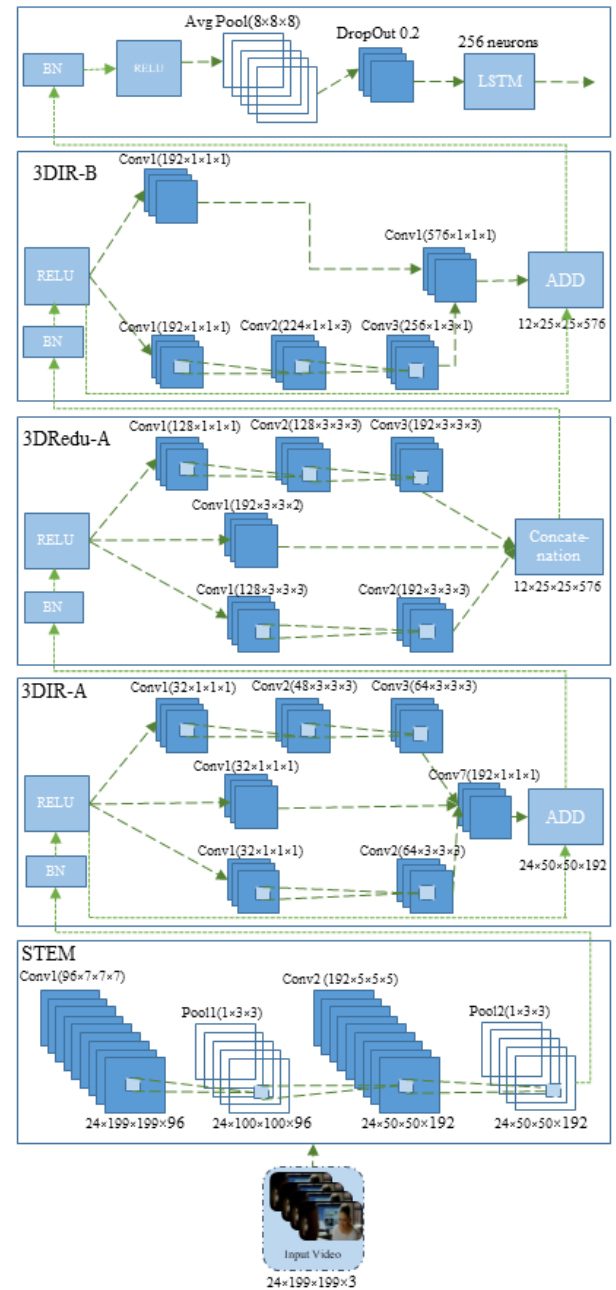 Avg Pool(8×8×8)
DropOut 0.2
256 neurons
BN
RELU
LSTM
3DIR-B
Conv1(192×1×1×1)
Conv1(576×1×1×1)
RELU
ADD
BN
Conv1(192×1×1×1)
Conv2(224×1×1×3)
Conv3(256×1×3×1)
12×25×25×576
3DRedu-A
Conv1(128×1×1×1)
Conv2(128×3×3×3)
Conv3(192×3×3×3)
Conv1(192×3×3×2)
RELU
Concate-
nation
12×25×25×576
BN
Conv1(128×3×3×3)
Conv2(192×3×3×3)
3DIR-A
Conv1(32×1×1×1)
Conv2(48×3×3×3)
Conv3(64×3×3×3)
Conv1(32×1×1×1)
Conv7(192×1×1×1)
RELU
ADD
24×50×50×192
BN
Conv1(32×1×1×1)
Conv2(64×3×3×3)
STEM
Conv1(96×7×7×7)
Pool1(1×3×3)
Conv2 (192×5×5×5)
Pool2(1×3×3)
24×199×199×96
24×100×100×96
24×50×50×192
24×50×50×192
Input Video
24×199×199×3